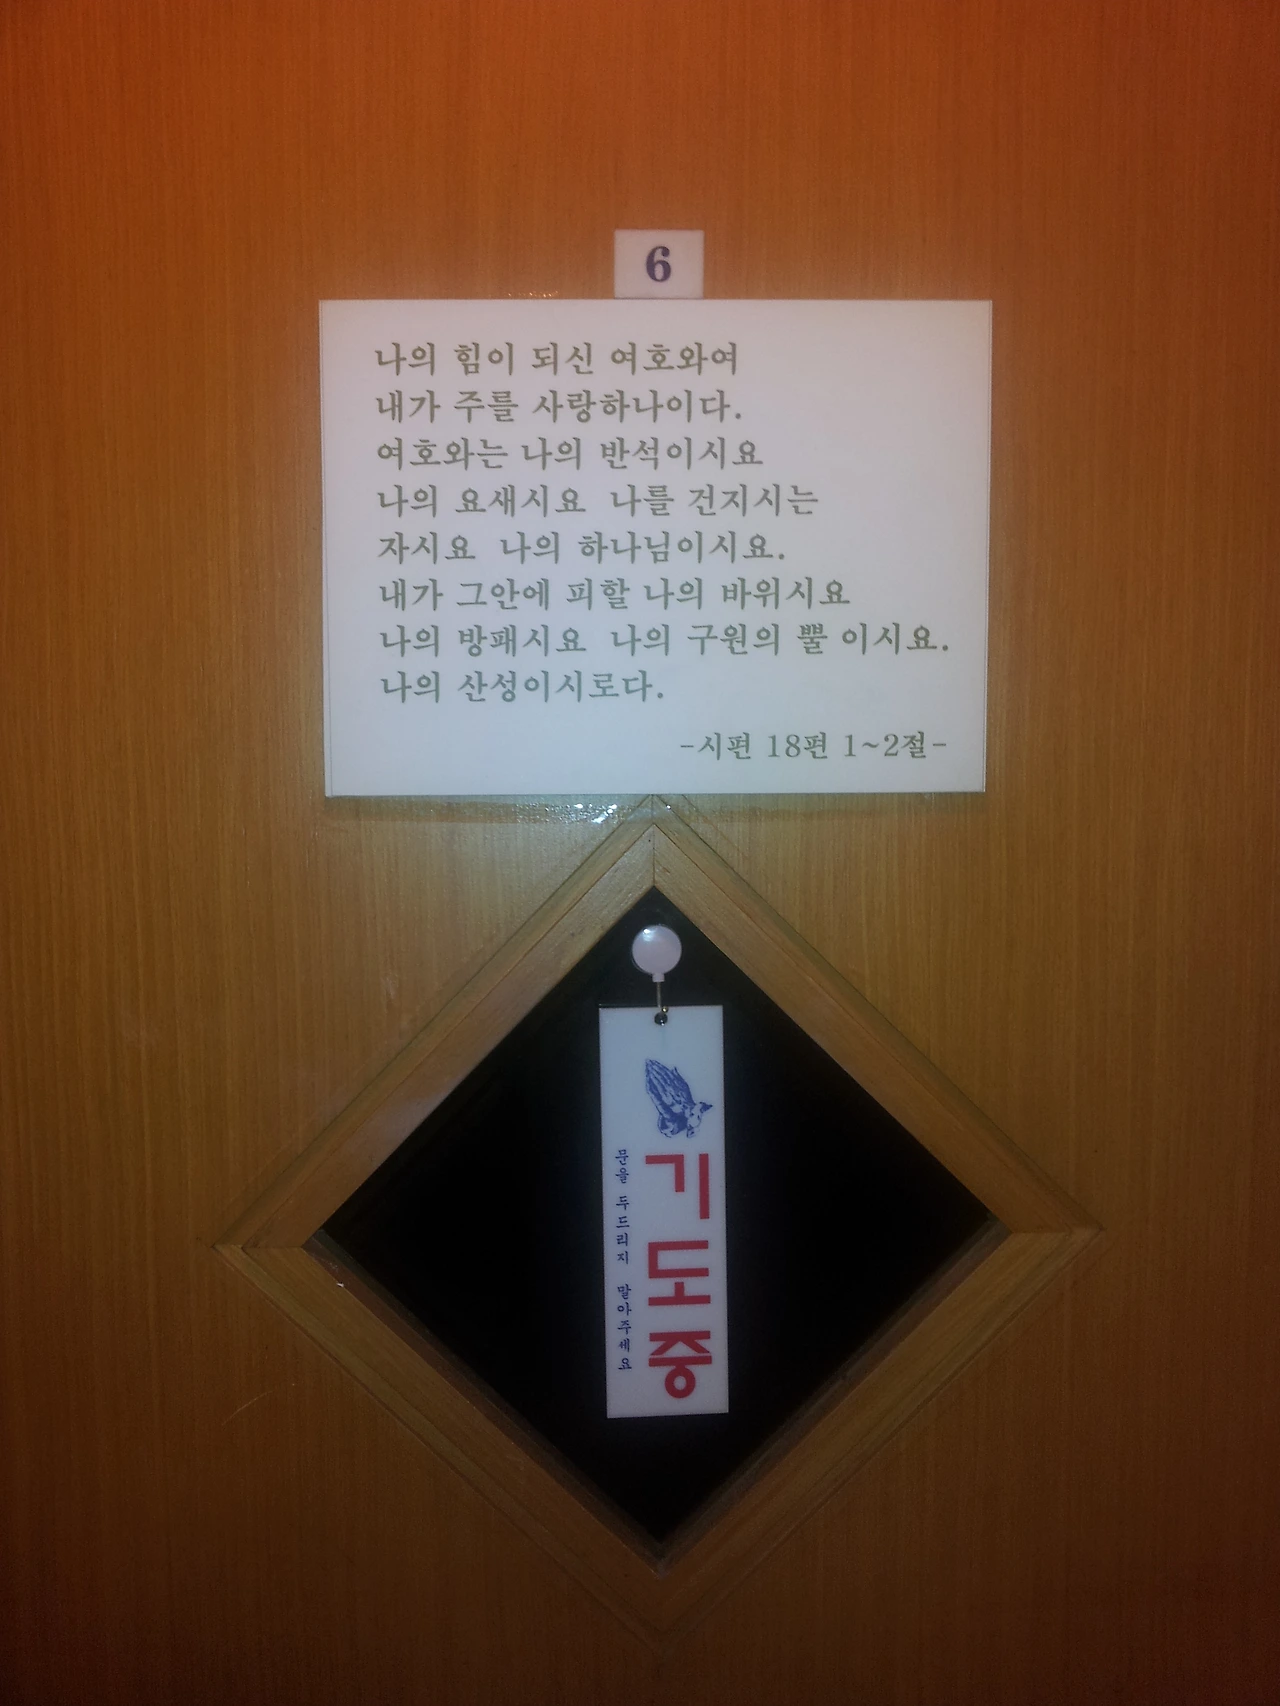 6
나의 힘이 되신 여호와여
내가 주를 사랑하나이다.
여호와는 나의 반석이시요
나의 요새시요 나를 건지시는
자시요 나의 하나님이시요.
내가 그안에 피할 나의 바위시요
나의 방패시요 나의 구원의 뿔 이시요.
나의 산성이시로다.
-시편 18편 1~2절-
기도중
문을 두드리지 말아주세요